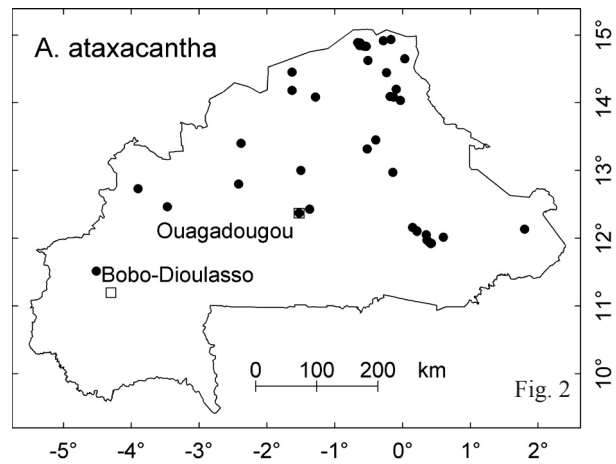 A. ataxacantha
15°
14°
13°
12°
11°
10°
Ouagadougou
Bobo-Dioulasso
0 100 200 km
Fig. 2
-5° -4° -3° -2° -1° 0° 1° 2°